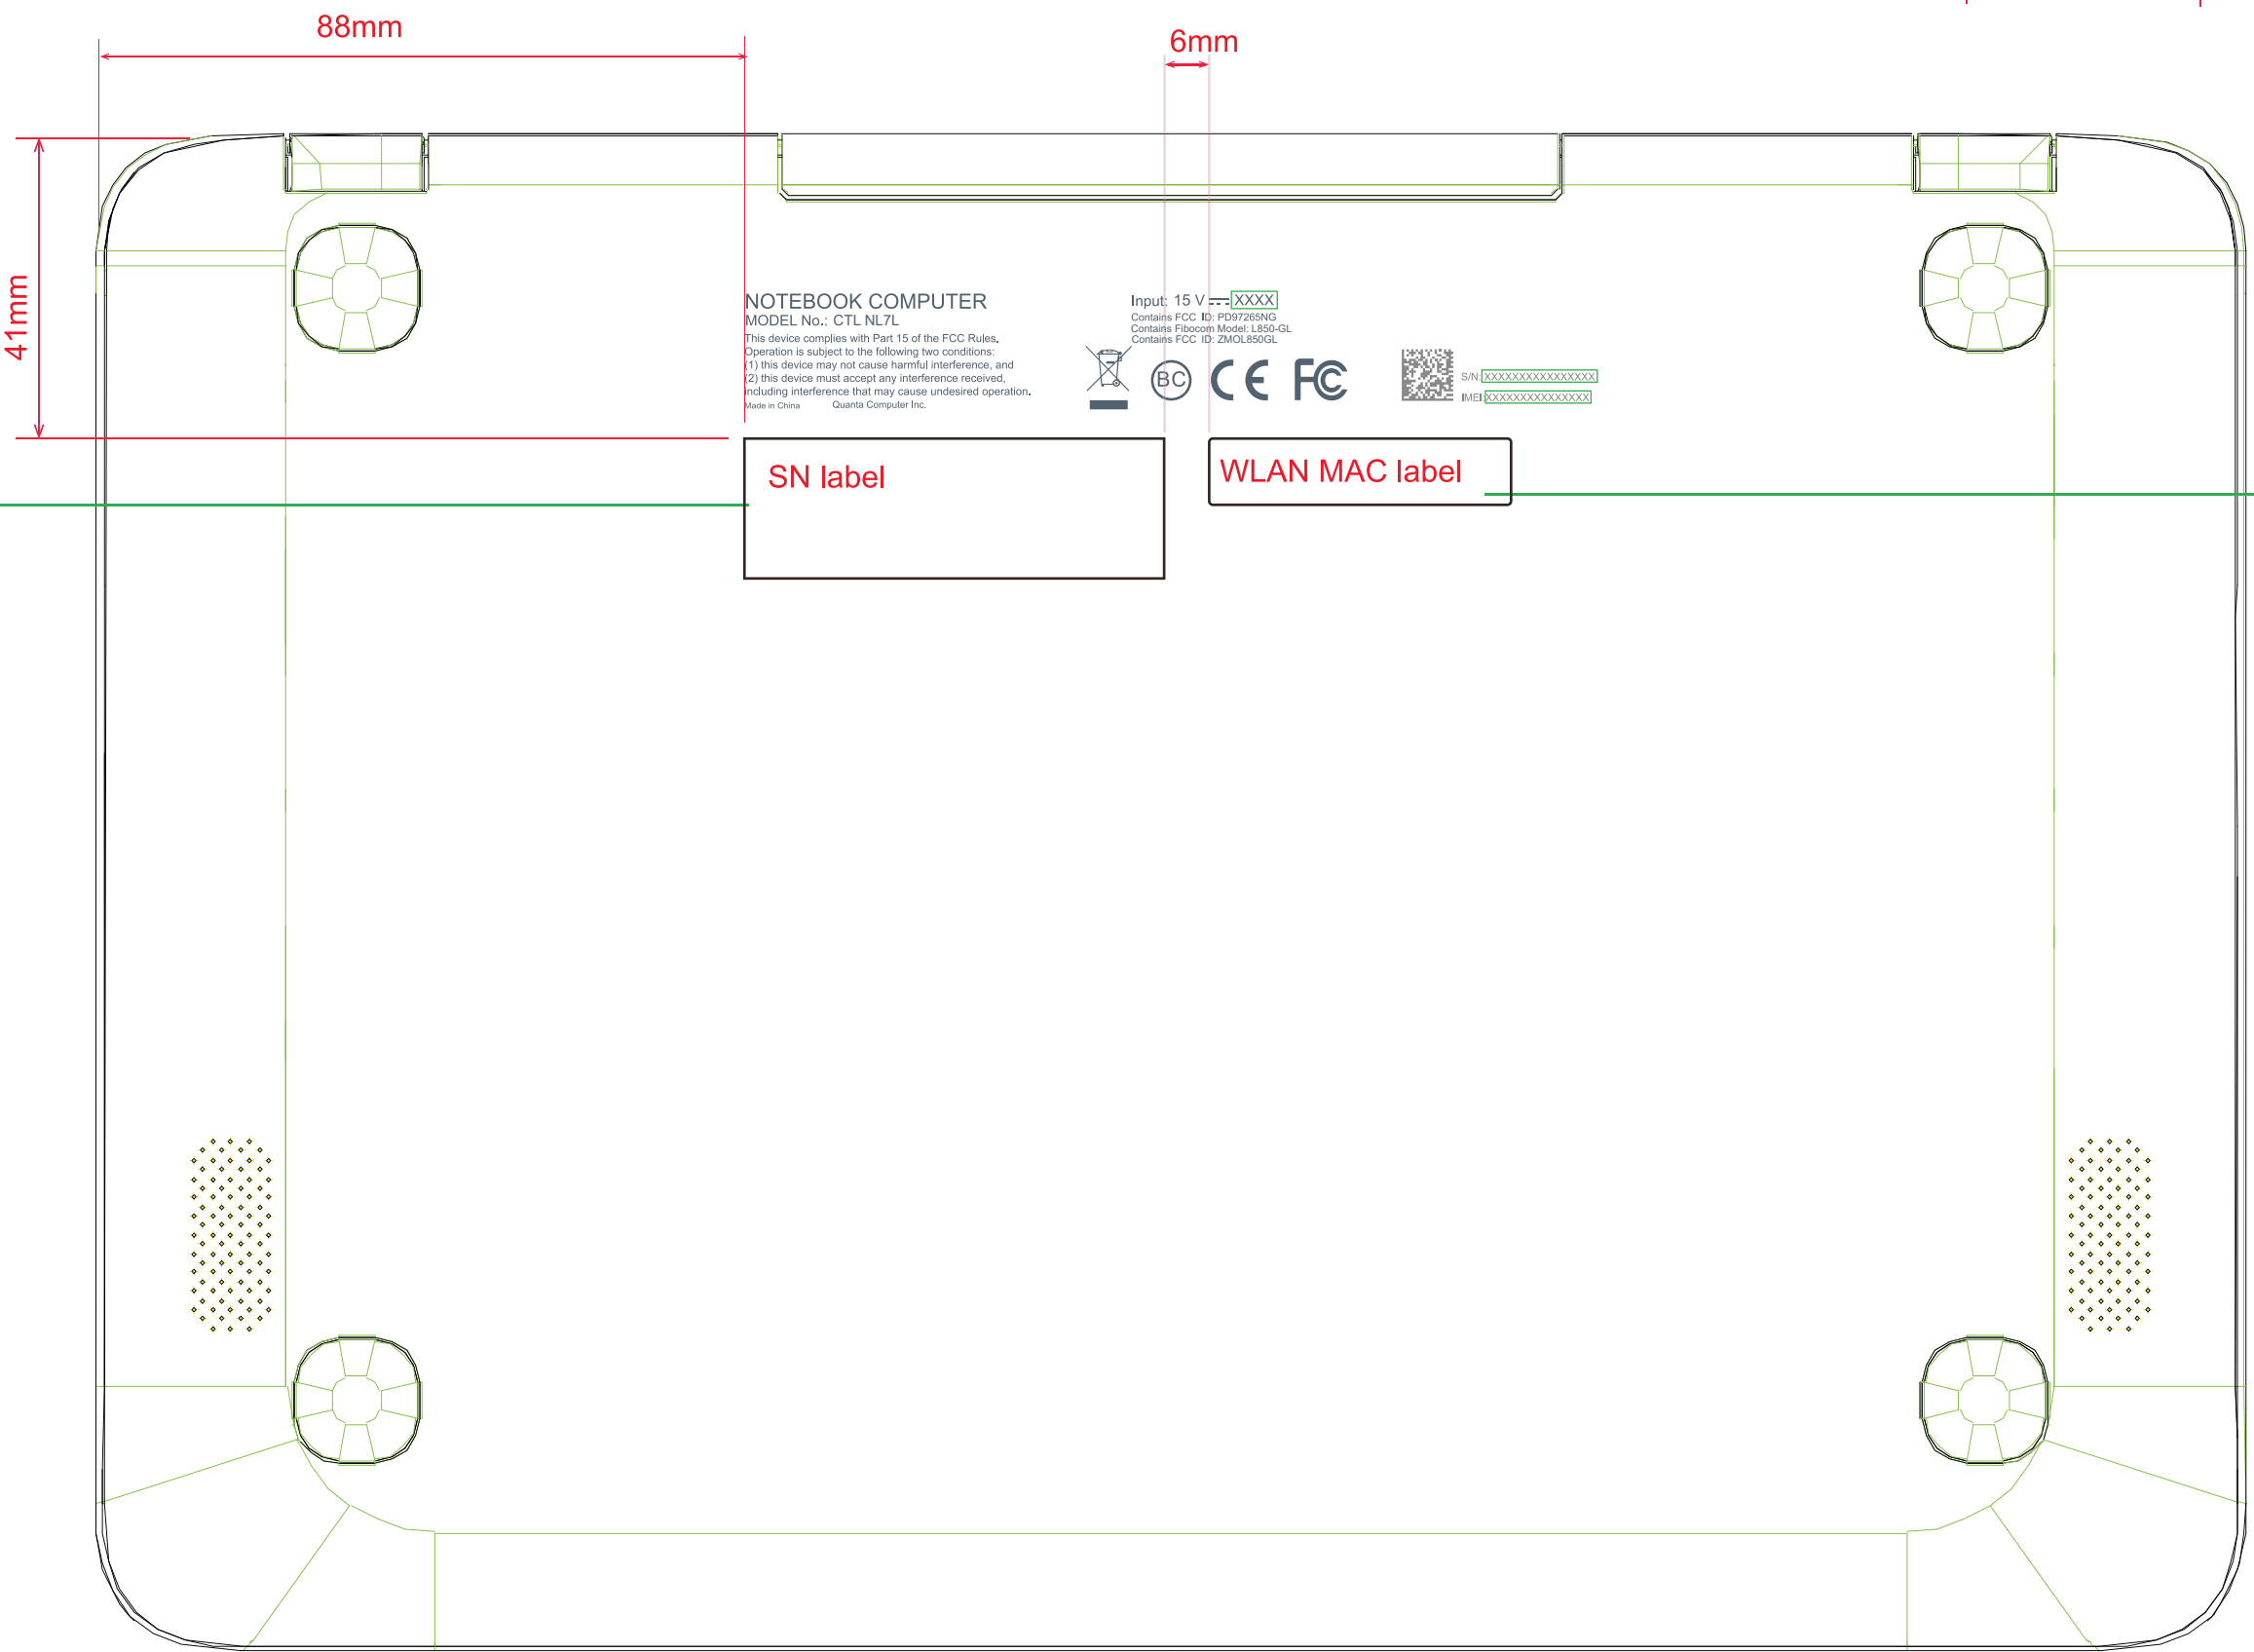 88mm
6mm
41mm
NOTEBOOK COMPUTER
MODEL No.: CTL NL7L
This device complies with Part 15 of the FCC Rules.
Operation is subject to the following two conditions:
(1) this device may not cause harmful interference, and
(2) this device must accept any interference received,
including interference that may cause undesired operation.
Made in China Quanta Computer Inc.
Input: 15 V XXXX
Contains FCC ID: PD97265NG
Contains Fibocom Model: L850-GL
Contains FCC ID: ZMOL850GL
BC CE FC
S/N: XXXXXXXXXXXXXXXX
IMEI: XXXXXXXXXXXXXXX
SN label
WLAN MAC label